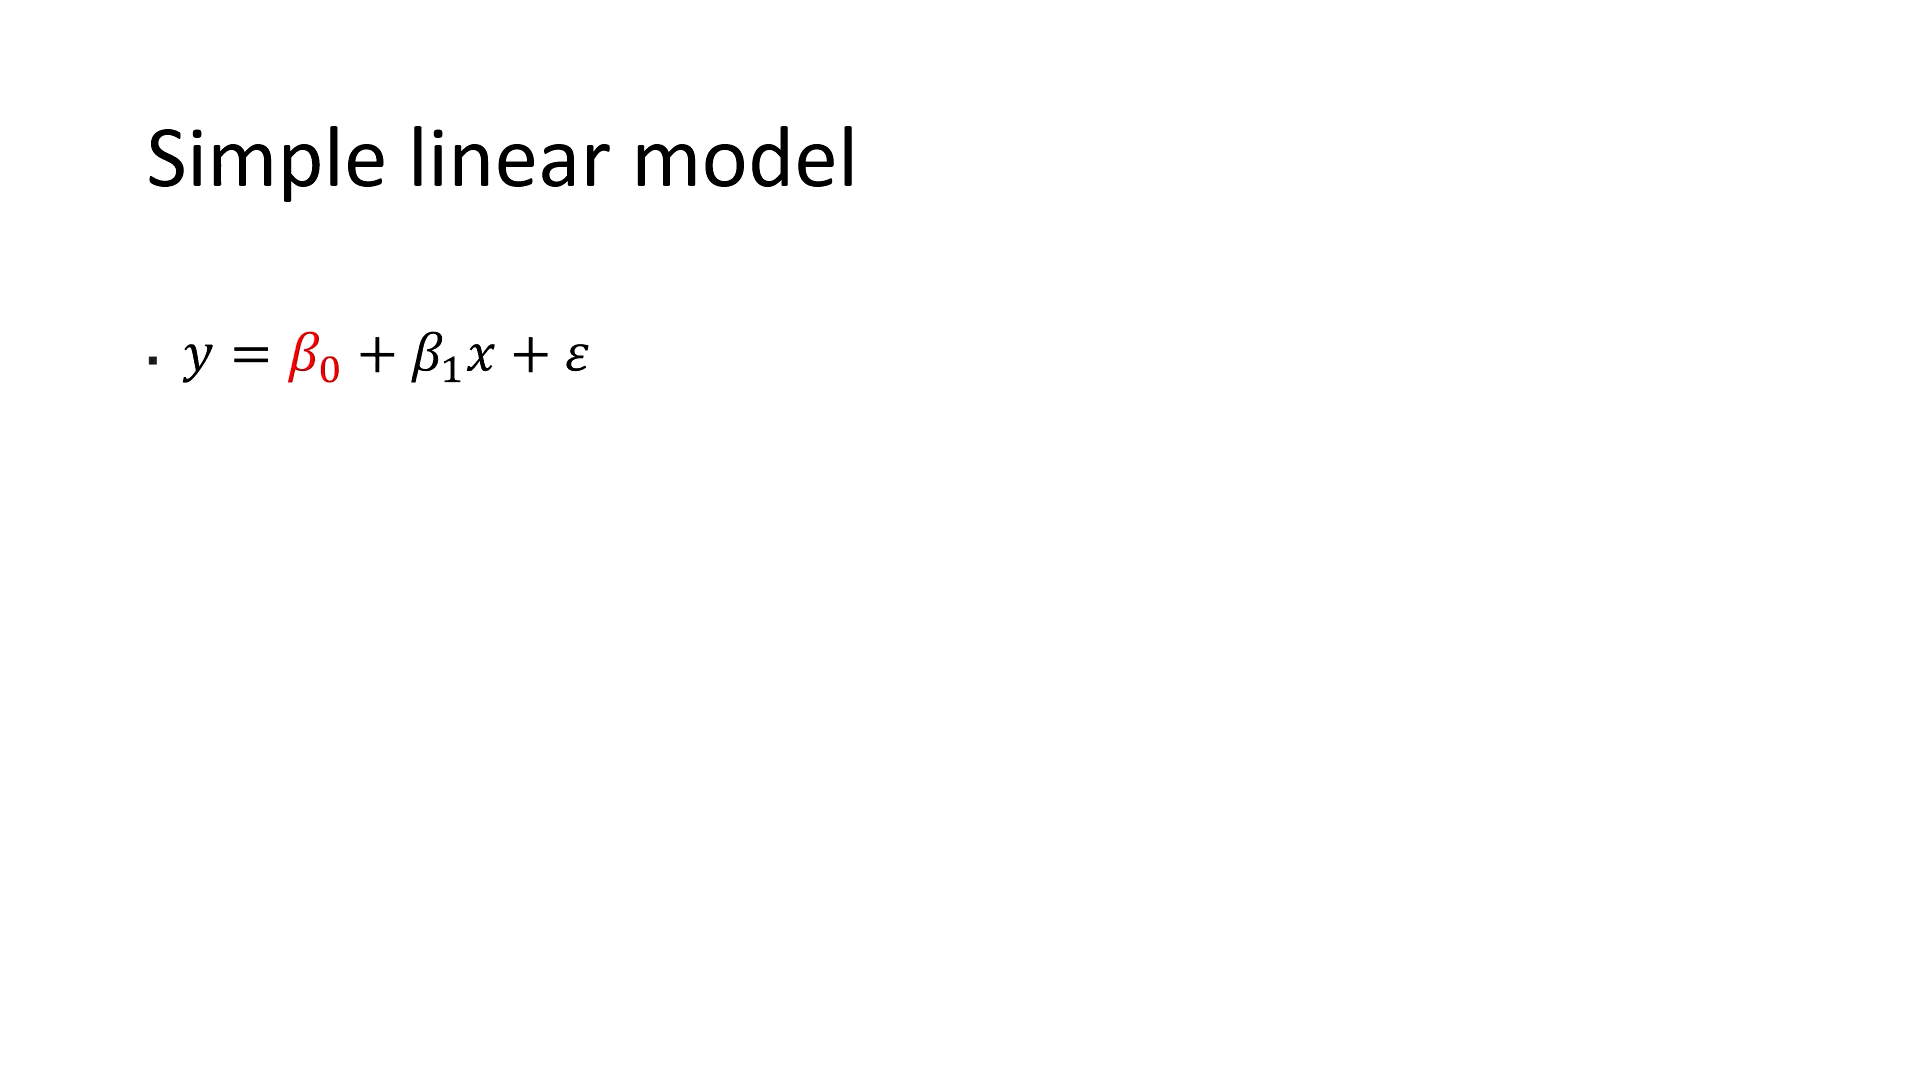 Simple linear model
▪ 𝑦 = 𝛽₀ + 𝛽₁𝑥 + 𝜀